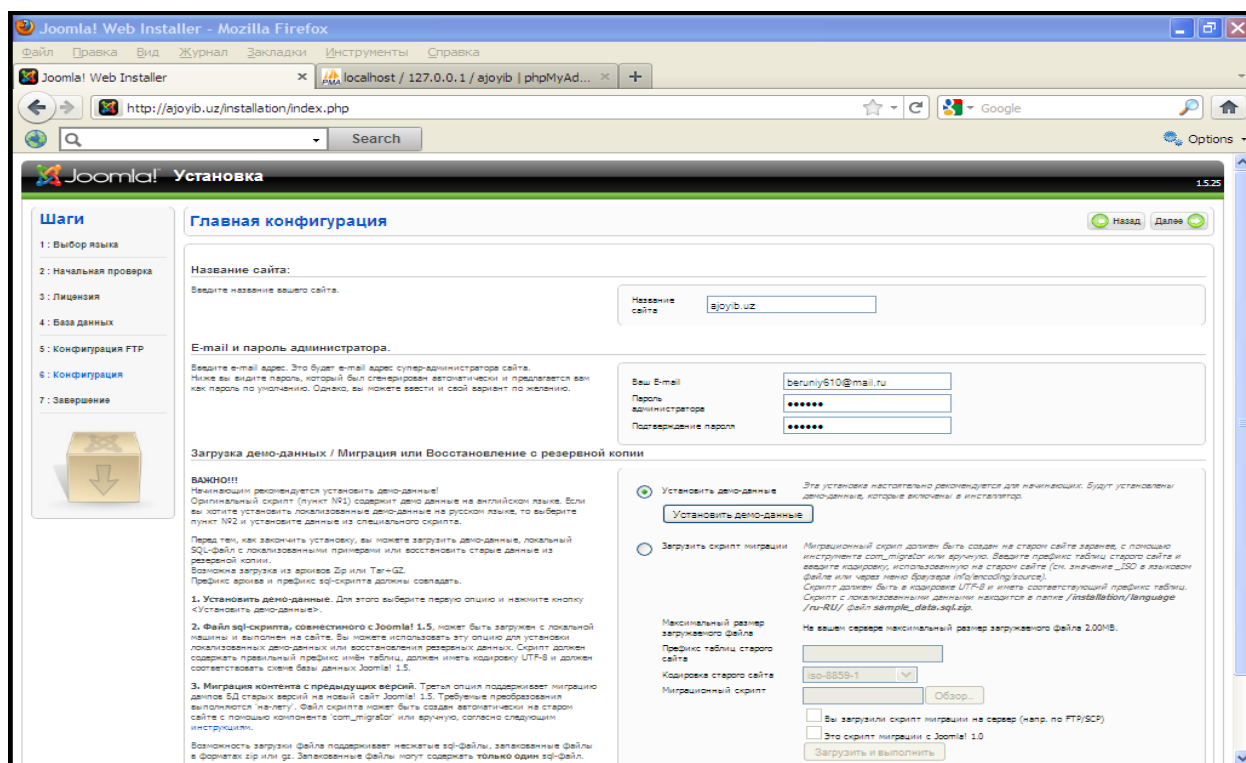 Joomla! Web Installer - Mozilla Firefox
Файл Правка Вид Журнал Закладки Инструменты Справка
Joomla! Web Installer
localhost / 127.0.0.1 / ajoyib | phpMyAd...
http://ajoyib.uz/installation/index.php
Google
Search
Options
Joomla! Установка
1.5.25
Шаги
1 : Выбор языка
2 : Начальная проверка
3 : Лицензия
4 : База данных
5 : Конфигурация FTP
6 : Конфигурация
7 : Завершение
Главная конфигурация
Назад Далее
Название сайта:
Введите название вашего сайта.
Название сайта
ajoyib.uz
E-mail и пароль администратора.
Введите e-mail адрес. Это будет e-mail адрес супер-администратора сайта.
Ниже вы видите пароль, который был сгенерирован автоматически и предлагается вам
как пароль по умолчанию. Однако, вы можете ввести и свой вариант по желанию.
Ваш E-mail
beruniy610@mail.ru
Пароль
администратора
Подтверждение пароля
Загрузка демо-данных / Миграция или Восстановление с резервной копии
ВАЖНО!!!
Начинающим рекомендуется установить демо-данные!
Оригинальный скрипт (пункт №1) содержит демо данные на английском языке. Если
вы хотите установить локализованные демо-данные на русском языке, то выберите
пункт №2 и установите данные из специального скрипта.
Перед тем, как закончить установку, вы можете загрузить демо-данные, локальный
SQL-файл с локализованными примерами или восстановить старые данные из
резервной копии.
Возможна загрузка из архивов Zip или Tar+GZ.
Префикс архива и префикс sql-скрипта должны совпадать.
1. Установить демо-данные. Для этого выберите первую опцию и нажмите кнопку
<Установить демо-данные>.
2. Файл sql-скрипта, совместимого с Joomla! 1.5, может быть загружен с локальной
машины и выполнен на сайте. Вы можете использовать эту опцию для установки
локализованных демо-данных или восстановления резервных данных. Скрипт должен
содержать правильный префикс имён таблиц, должен иметь кодировку UTF-8 и должен
соответствовать схеме базы данных Joomla! 1.5.
3. Миграция контента с предыдущих версий. Третья опция поддерживает миграцию
дампов БД старых версий на новый сайт Joomla! 1.5. Требуемые преобразования
выполняются 'на-лету'. Файл скрипта может быть создан автоматически на старом
сайте с помощью компонента 'com_migrator' или вручную, согласно следующим
инструкциям.
Возможность загрузки файла поддерживает несжатые sql-файлы, запакованные файлы
в форматах zip или gz. Запакованные файлы могут содержать только один sql-файл.
Установить демо-данные
Эта установка настоятельно рекомендуется для начинающих. Будут установлены
демо-данные, которые включены в инсталлятор.
Установить демо-данные
Загрузить скрипт миграции
Миграционный скрип должен быть создан на старом сайте заранее, с помощью
инструмента com_migrator или вручную. Введите префикс таблиц старого сайта и
введите кодировку, использованную на старом сайте (см. значение _ISO в языковом
файле или через меню браузера info/encoding/source).
Скрипт должен быть в кодировке UTF-8 и иметь соответствующий префикс таблиц.
Скрипт с локализованными данными находится в папке /installation/language
/ru-RU/ файл sample_data.sql.zip.
Максимальный размер
загружаемого файла
На вашем сервере максимальный размер загружаемого файла 2.00MB.
Префикс таблиц старого
сайта
Кодировка старого сайта
iso-8859-1
Миграционный скрипт
Обзор...
Вы загрузили скрипт миграции на сервер (напр. по FTP/SCP)
Это скрипт миграции с Joomla! 1.0
Загрузить и выполнить